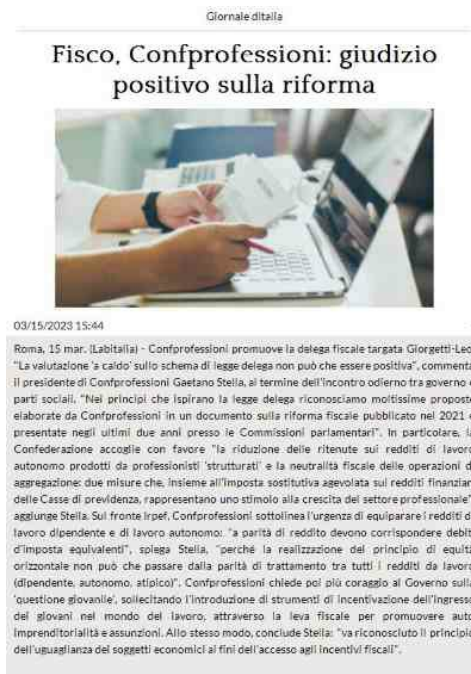 Giornale ditalia
Fisco, Confprofessioni: giudizio
positivo sulla riforma
03/15/2023 15:44
Roma, 15 mar. (Labitalia) - Confprofessioni promuove la delega fiscale targata Giorgetti-Leo
"La valutazione 'a caldo' sullo schema di legge delega non può che essere positiva", commenta
il presidente di Confprofessioni Gaetano Stella, al termine dell'incontro odierno tra governo e
parti sociali. "Nei principi che ispirano la legge delega riconosciamo moltissime proposte
elaborate da Confprofessioni in un documento sulla riforma fiscale pubblicato nel 2021 e
presentate negli ultimi due anni presso le Commissioni parlamentari". In particolare, la
Confederazione accoglie con favore "la riduzione delle ritenute sui redditi di lavoro
autonomo prodotti da professionisti 'strutturati' e la neutralità fiscale delle operazioni d
aggregazione: due misure che, insieme all'imposta sostitutiva agevolata sui redditi finanziar
delle Casse di previdenza, rappresentano uno stimolo alla crescita del settore professionale"
aggiunge Stella. Sul fronte Irpef, Confprofessioni sottolinea l'urgenza di equiparare i redditi d
lavoro dipendente e di lavoro autonomo: "a parità di reddito devono corrispondere debit
d'imposta equivalenti", spiega Stella, "perché la realizzazione del principio di equità
orizzontale non può che passare dalla parità di trattamento tra tutti i redditi da lavoro
(dipendente, autonomo, atipico)". Confprofessioni chiede poi più coraggio al Governo sulla
'questione giovanile', sollecitando l'introduzione di strumenti di incentivazione dell'ingresso
dei giovani nel mondo del lavoro, attraverso la leva fiscale per promuovere auto
imprenditorialità e assunzioni. Allo stesso modo, conclude Stella: "va riconosciuto il principio
dell'uguaglianza dei soggetti economici ai fini dell'accesso agli incentivi fiscali".